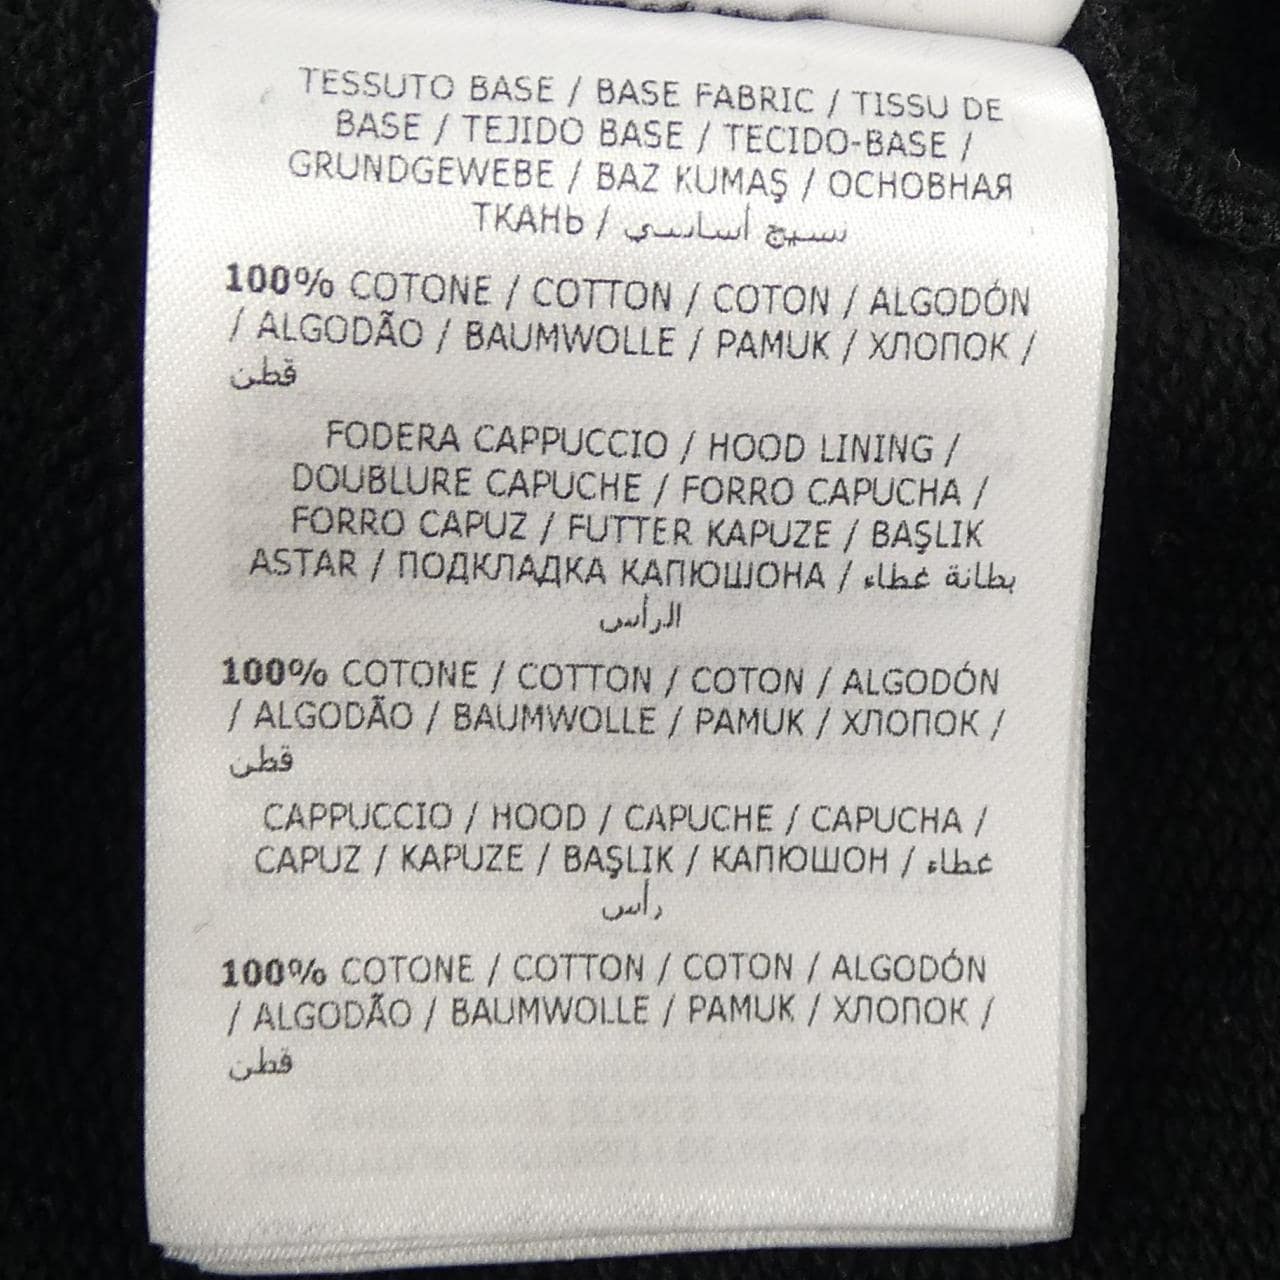 TESSUTO BASE / BASE FABRIC / TISSU DE
BASE / TEJIDO BASE / TECIDO-BASE /
GRUNDGEWEBE / BAZ KUMAŞ / ОСНОВНАЯ
ТКАНЬ / نسيج أساسي
100% COTONE / COTTON / COTON / ALGODÓN
/ ALGODÃO / BAUMWOLLE / PAMUK / ХЛОПОК /
قطن
FODERA CAPPUCCIO / HOOD LINING /
DOUBLURE CAPUCHE / FORRO CAPUCHA /
FORRO CAPUZ / FUTTER KAPUZE / BAŞLIK
ASTAR / ПОДКЛАДКА КАПЮШОНА / بطانة غطاء
الرأس
100% COTONE / COTTON / COTON / ALGODÓN
/ ALGODÃO / BAUMWOLLE / PAMUK / ХЛОПОК /
قطن
CAPPUCCIO / HOOD / CAPUCHE / CAPUCHA /
CAPUZ / KAPUZE / BAŞLIK / КАПЮШОН / غطاء
رأس
100% COTONE / COTTON / COTON / ALGODÓN
/ ALGODÃO / BAUMWOLLE / PAMUK / ХЛОПОК /
قطن